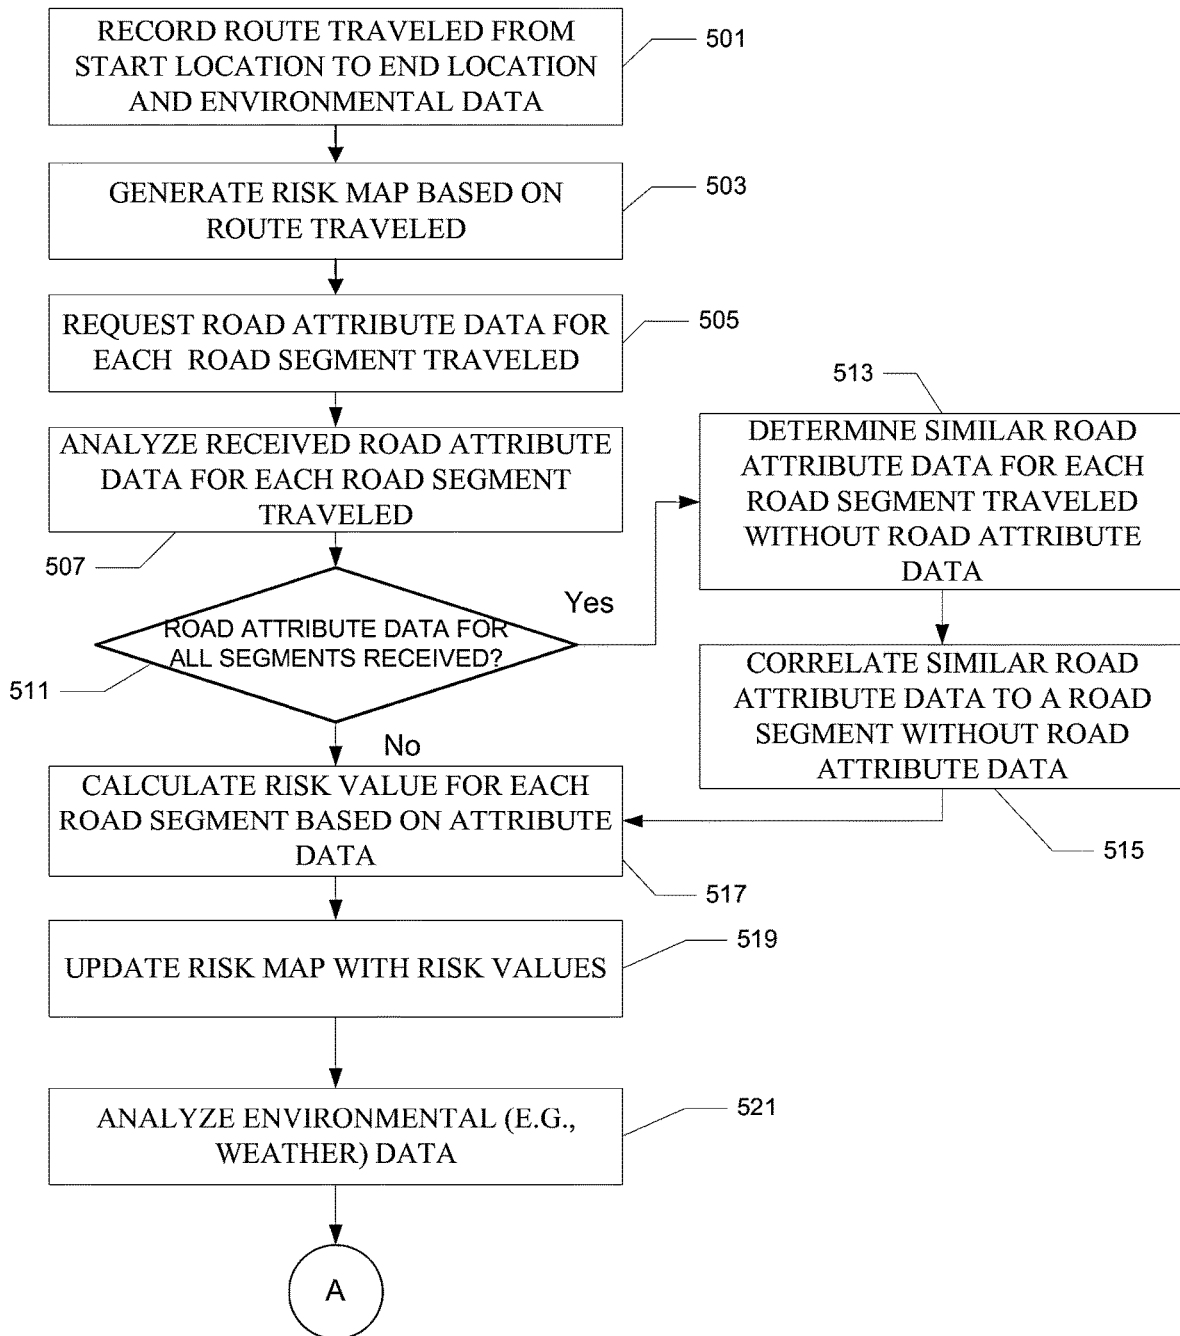 RECORD ROUTE TRAVELED FROM
START LOCATION TO END LOCATION
AND ENVIRONMENTAL DATA
501
GENERATE RISK MAP BASED ON
ROUTE TRAVELED
503
REQUEST ROAD ATTRIBUTE DATA FOR
EACH ROAD SEGMENT TRAVELED
505
ANALYZE RECEIVED ROAD ATTRIBUTE
DATA FOR EACH ROAD SEGMENT
TRAVELED
507
ROAD ATTRIBUTE DATA FOR
ALL SEGMENTS RECEIVED?
511
Yes
No
513
DETERMINE SIMILAR ROAD
ATTRIBUTE DATA FOR EACH
ROAD SEGMENT TRAVELED
WITHOUT ROAD ATTRIBUTE
DATA
CORRELATE SIMILAR ROAD
ATTRIBUTE DATA TO A ROAD
SEGMENT WITHOUT ROAD
ATTRIBUTE DATA
515
CALCULATE RISK VALUE FOR EACH
ROAD SEGMENT BASED ON ATTRIBUTE
DATA
517
UPDATE RISK MAP WITH RISK VALUES
519
ANALYZE ENVIRONMENTAL (E.G.,
WEATHER) DATA
521
A